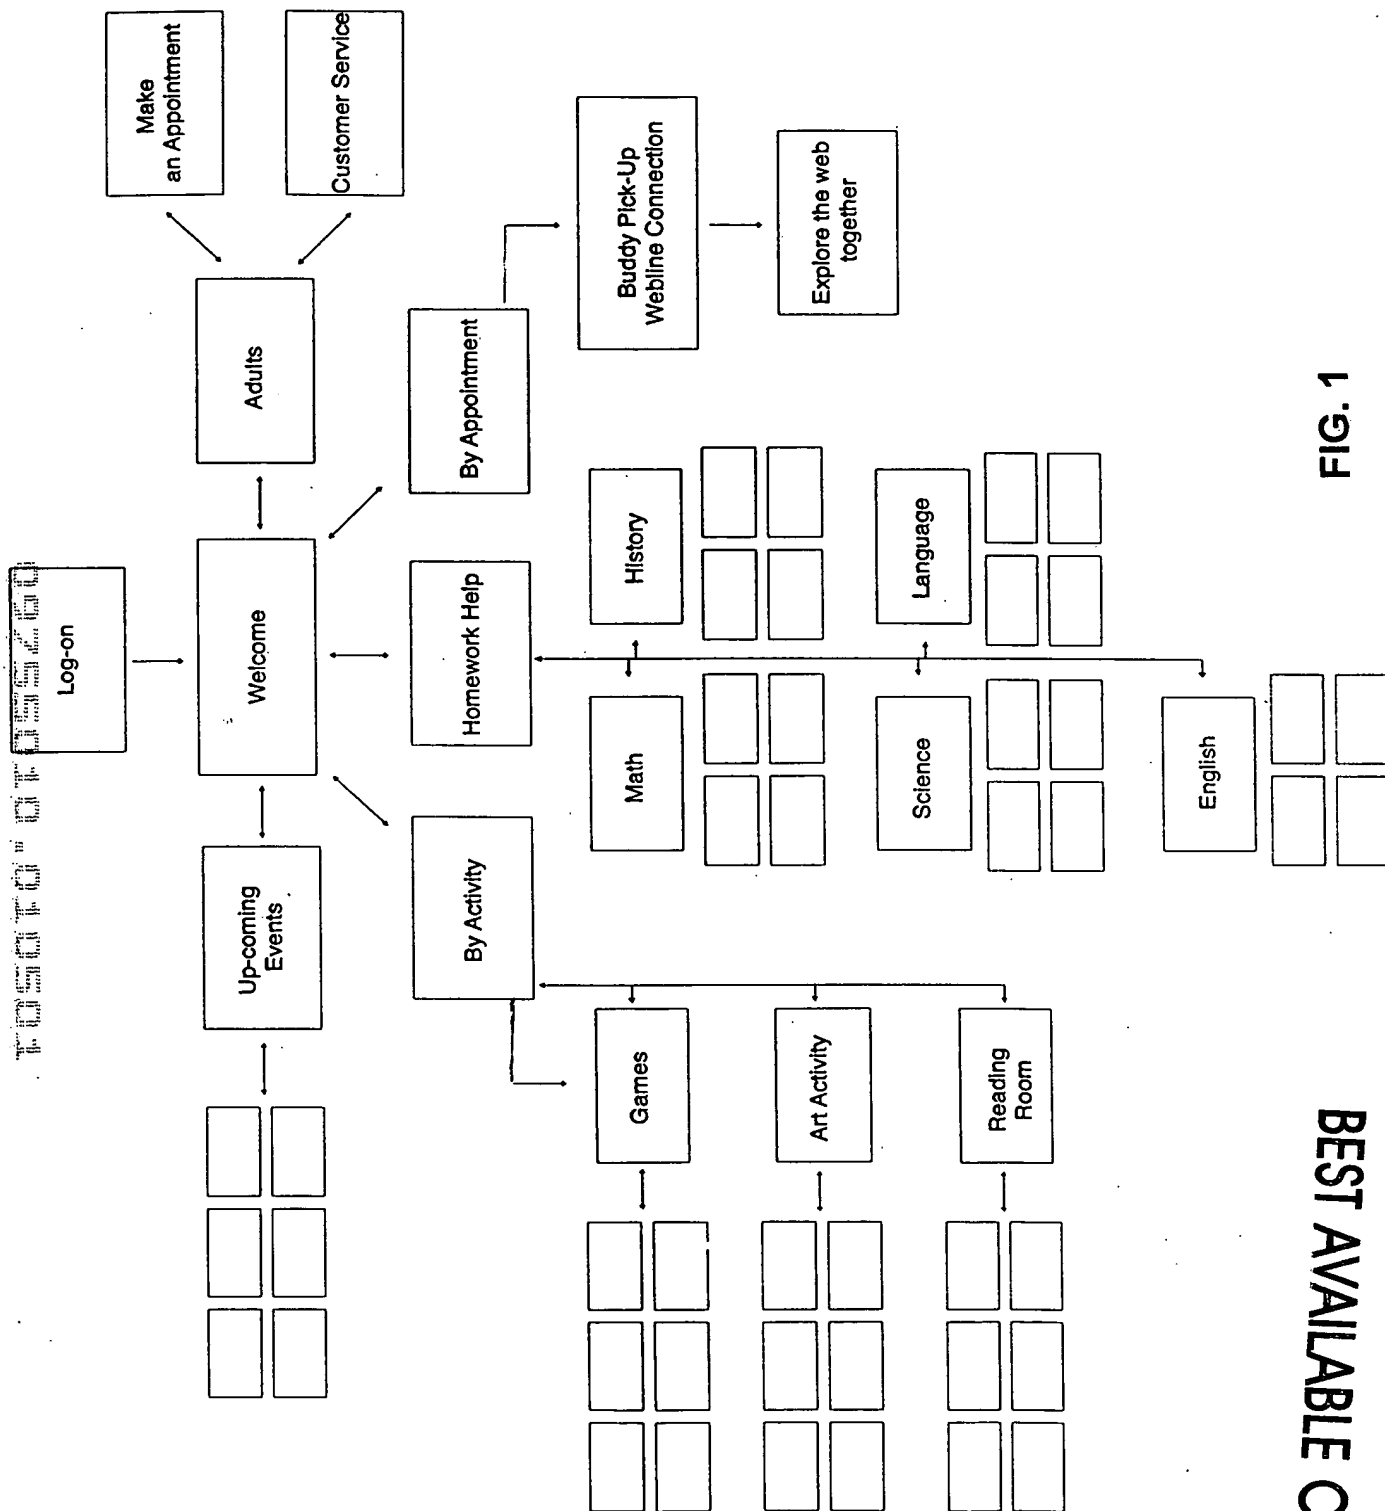 Log-on
Up-coming
Events
Welcome
Adults
Make
an Appointment
Customer Service
By Activity
Homework Help
By Appointment
Buddy Pick-Up
Webline Connection
Explore the web
together
Games
Art Activity
Reading
Room
Math
History
Science
Language
English
FIG. 1
BEST AVAILABLE